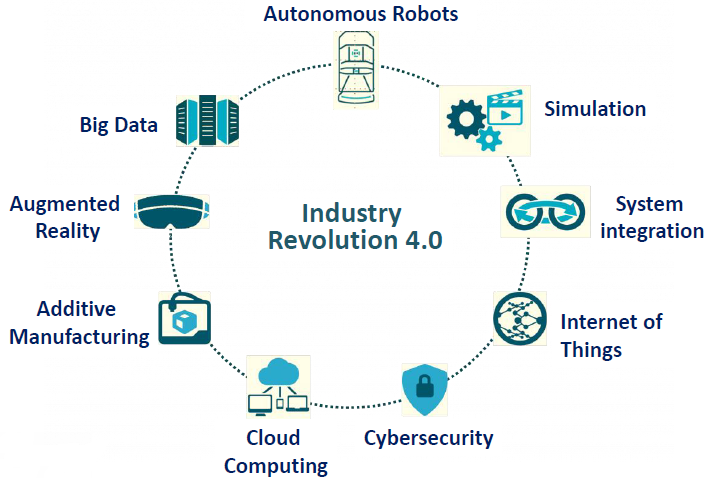 Autonomous Robots
Simulation
System
integration
Internet of
Things
Cybersecurity
Cloud
Computing
Additive
Manufacturing
Augmented
Reality
Big Data
Industry
Revolution 4.0